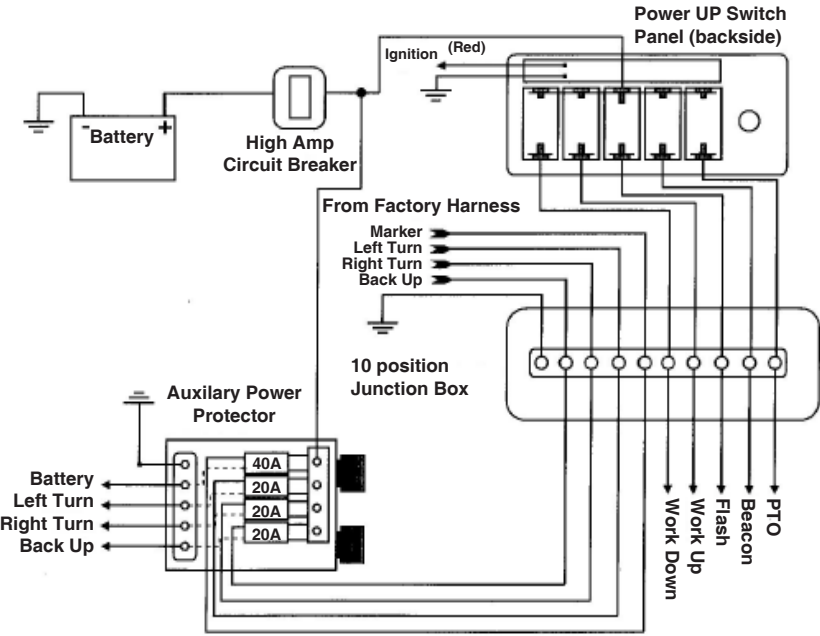 Power UP Switch
Panel (backside)
Ignition
(Red)
- Battery +
High Amp
Circuit Breaker
From Factory Harness
Marker
Left Turn
Right Turn
Back Up
10 position
Junction Box
Auxilary Power
Protector
40A
20A
20A
20A
Battery
Left Turn
Right Turn
Back Up
Work Down
Work Up
Flash
Beacon
PTO